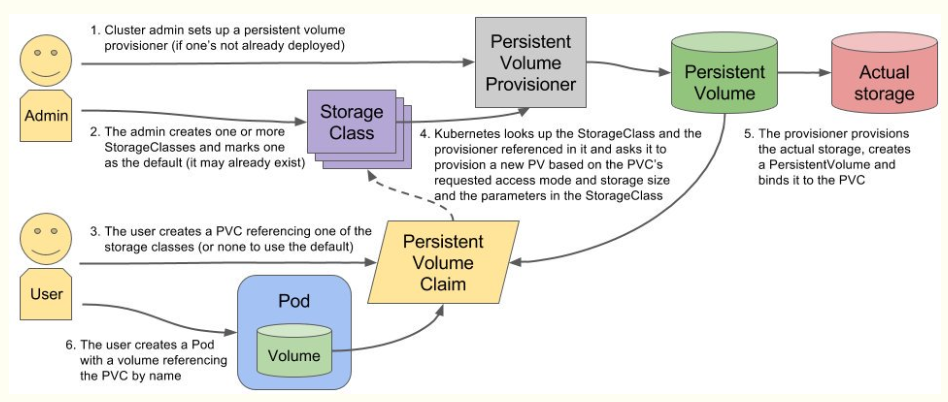 1. Cluster admin sets up a persistent volume
provisioner (if one's not already deployed)
Admin
2. The admin creates one or more
StorageClasses and marks one
as the default (it may already exist)
Storage
Class
Persistent
Volume
Provisioner
Persistent
Volume
Actual
storage
4. Kubernetes looks up the StorageClass and the
provisioner referenced in it and asks it to
provision a new PV based on the PVC's
requested access mode and storage size
and the parameters in the StorageClass
5. The provisioner provisions
the actual storage, creates
a PersistentVolume and
binds it to the PVC
3. The user creates a PVC referencing one of the
storage classes (or none to use the default)
User
Persistent
Volume
Claim
Pod
Volume
6. The user creates a Pod
with a volume referencing
the PVC by name